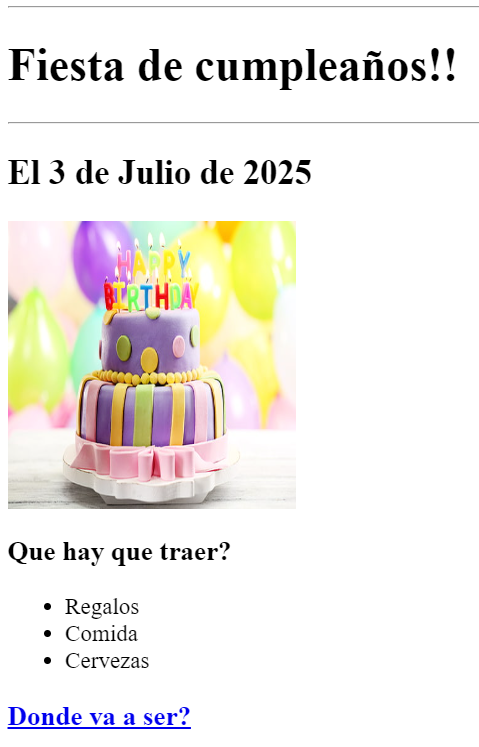 Fiesta de cumpleaños!!
El 3 de Julio de 2025
HAPPY
BIRTHDAY
Que hay que traer?
Regalos
Comida
Cervezas
Donde va a ser?